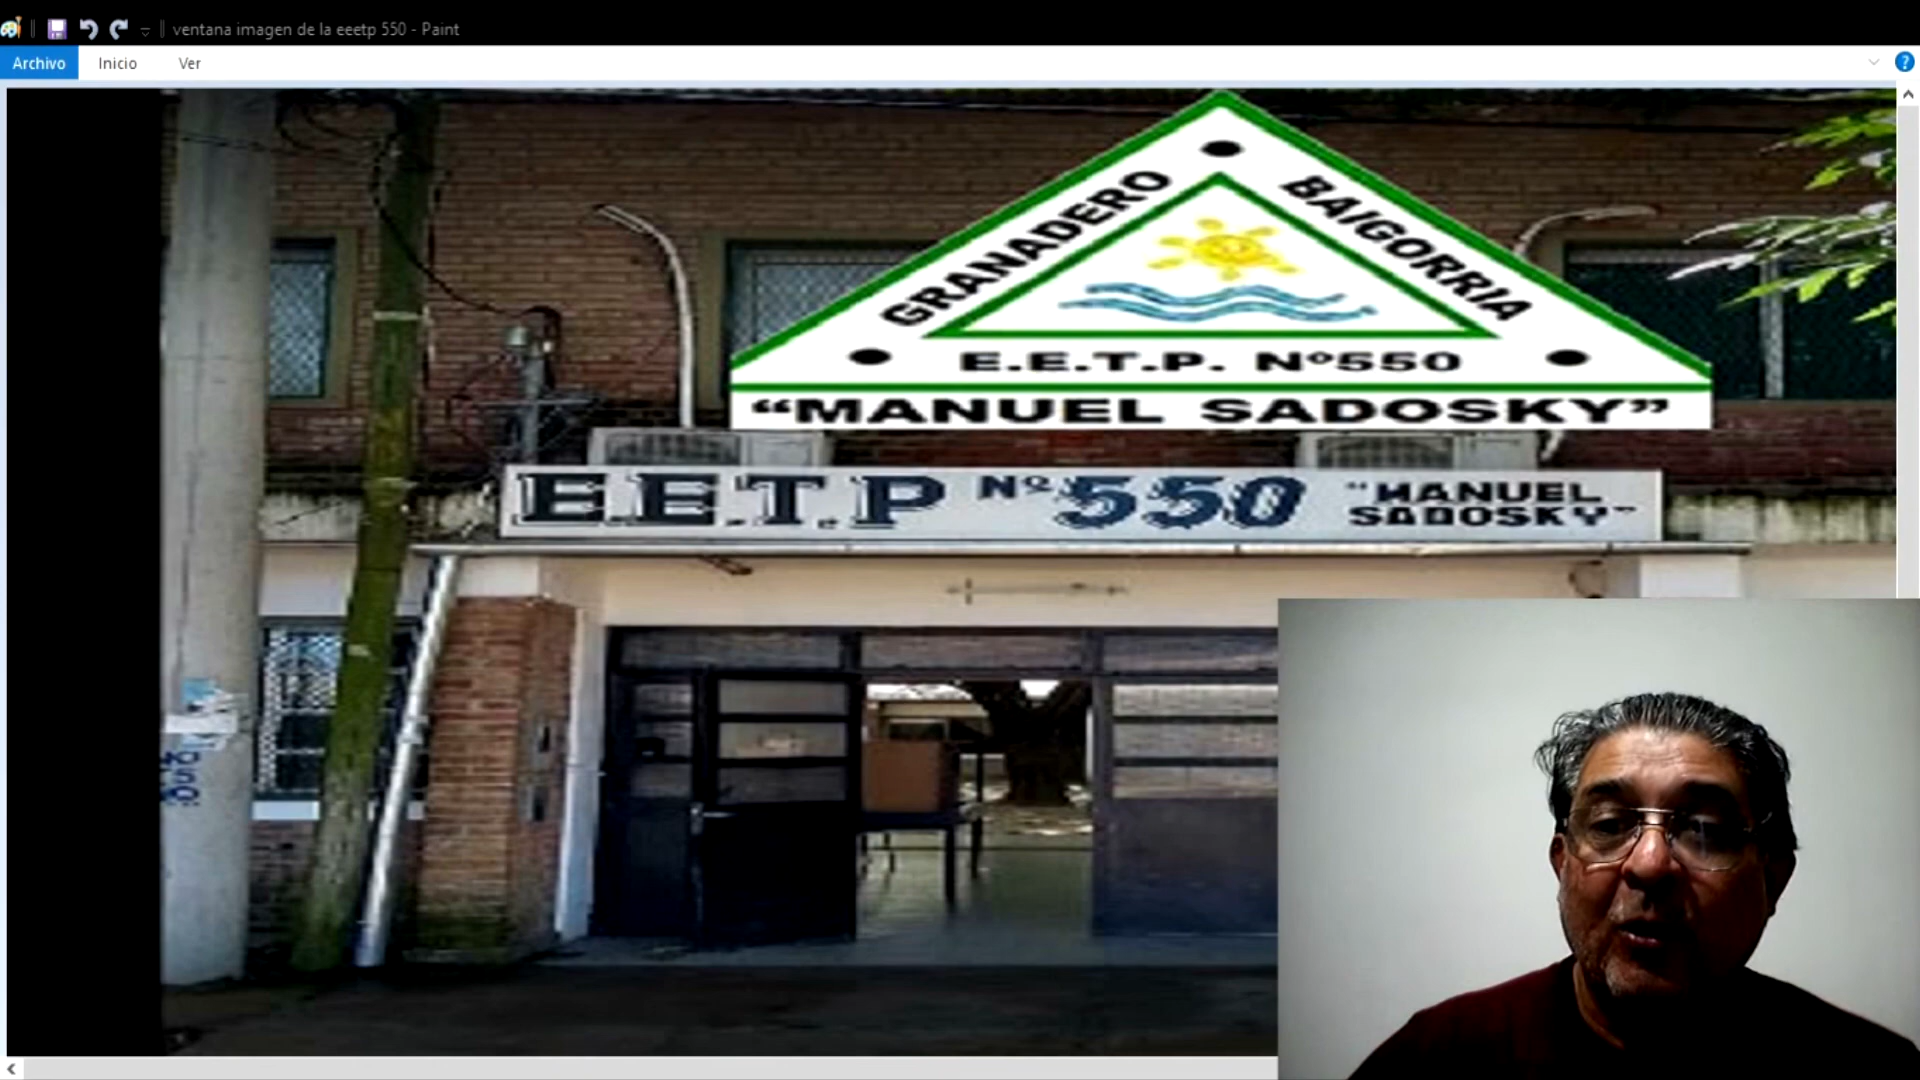 ventana imagen de la eeetp 550 - Paint
Archivo Inicio Ver
GRANADERO BAIGORRIA
E.E.T.P. Nº550
“MANUEL SADOSKY”
E.E.T.P Nº 550 "MANUEL
SADOSKY"